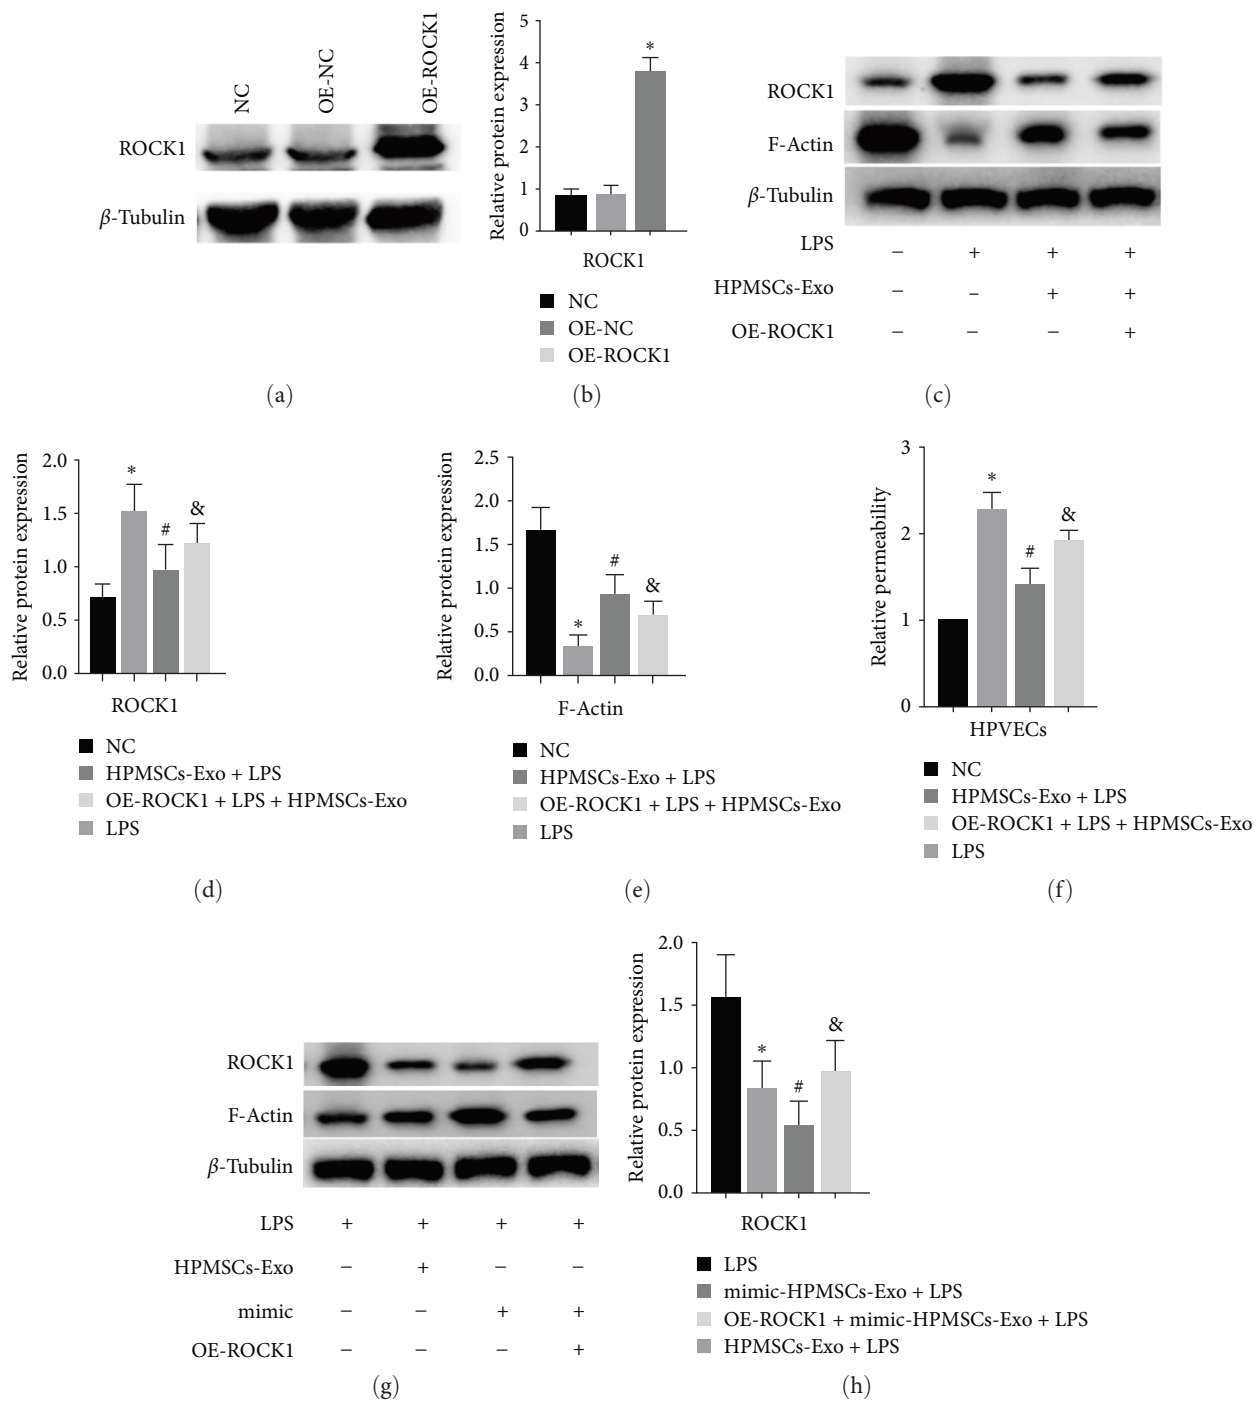 NC
OE-NC
OE-ROCK1
ROCK1
β-Tubulin
(a)
Relative protein expression
5
4
3
2
1
0
*
ROCK1
NC
OE-NC
OE-ROCK1
(b)
ROCK1
F-Actin
β-Tubulin
LPS – + + +
HPMSCs-Exo – – + +
OE-ROCK1 – – – +
(c)
Relative protein expression
2.0
1.5
1.0
0.5
0.0
* # &
ROCK1
NC
HPMSCs-Exo + LPS
OE-ROCK1 + LPS + HPMSCs-Exo
LPS
(d)
Relative protein expression
2.5
2.0
1.5
1.0
0.5
0.0
* # &
F-Actin
NC
HPMSCs-Exo + LPS
OE-ROCK1 + LPS + HPMSCs-Exo
LPS
(e)
Relative permeability
3
2
1
0
* # &
HPVECs
NC
HPMSCs-Exo + LPS
OE-ROCK1 + LPS + HPMSCs-Exo
LPS
(f)
ROCK1
F-Actin
β-Tubulin
LPS + + + +
HPMSCs-Exo – + – –
mimic – – + +
OE-ROCK1 – – – +
(g)
Relative protein expression
2.0
1.5
1.0
0.5
0.0
* # &
ROCK1
LPS
mimic-HPMSCs-Exo + LPS
OE-ROCK1 + mimic-HPMSCs-Exo + LPS
HPMSCs-Exo + LPS
(h)